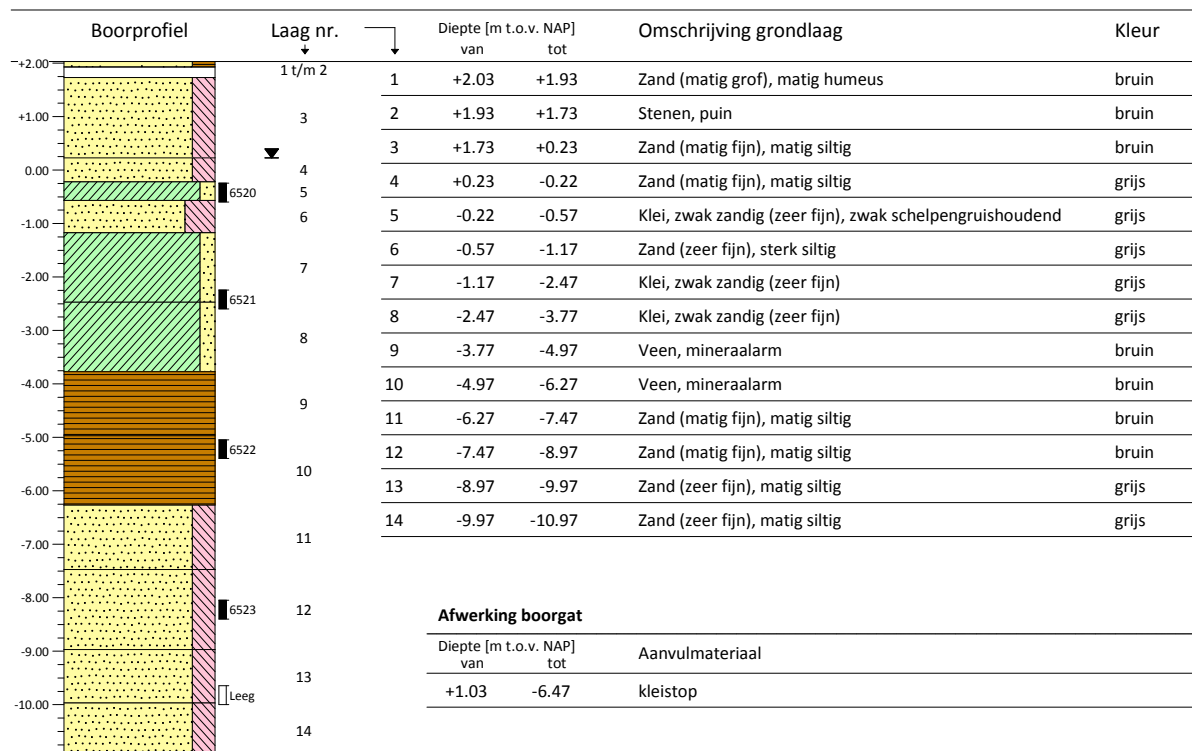 Boorprofiel Laag nr. Diepte [m t.o.v. NAP] Omschrijving grondlaag Kleur
van tot
1 t/m 2
1 +2.03 +1.93 Zand (matig grof), matig humeus bruin
2 +1.93 +1.73 Stenen, puin bruin
3 +1.73 +0.23 Zand (matig fijn), matig siltig bruin
4 +0.23 -0.22 Zand (matig fijn), matig siltig grijs
5 -0.22 -0.57 Klei, zwak zandig (zeer fijn), zwak schelpengruishoudend grijs
6 -0.57 -1.17 Zand (zeer fijn), sterk siltig grijs
7 -1.17 -2.47 Klei, zwak zandig (zeer fijn) grijs
8 -2.47 -3.77 Klei, zwak zandig (zeer fijn) grijs
9 -3.77 -4.97 Veen, mineraalarm bruin
10 -4.97 -6.27 Veen, mineraalarm bruin
11 -6.27 -7.47 Zand (matig fijn), matig siltig bruin
12 -7.47 -8.97 Zand (matig fijn), matig siltig bruin
13 -8.97 -9.97 Zand (zeer fijn), matig siltig grijs
14 -9.97 -10.97 Zand (zeer fijn), matig siltig grijs
+2.00
+1.00
0.00
-1.00
-2.00
-3.00
-4.00
-5.00
-6.00
-7.00
-8.00
-9.00
-10.00
6520
6521
6522
6523
Leeg
3
4
5
6
7
8
9
10
11
12
13
14
Afwerking boorgat
Diepte [m t.o.v. NAP] Aanvulmateriaal
van tot
+1.03 -6.47 kleistop